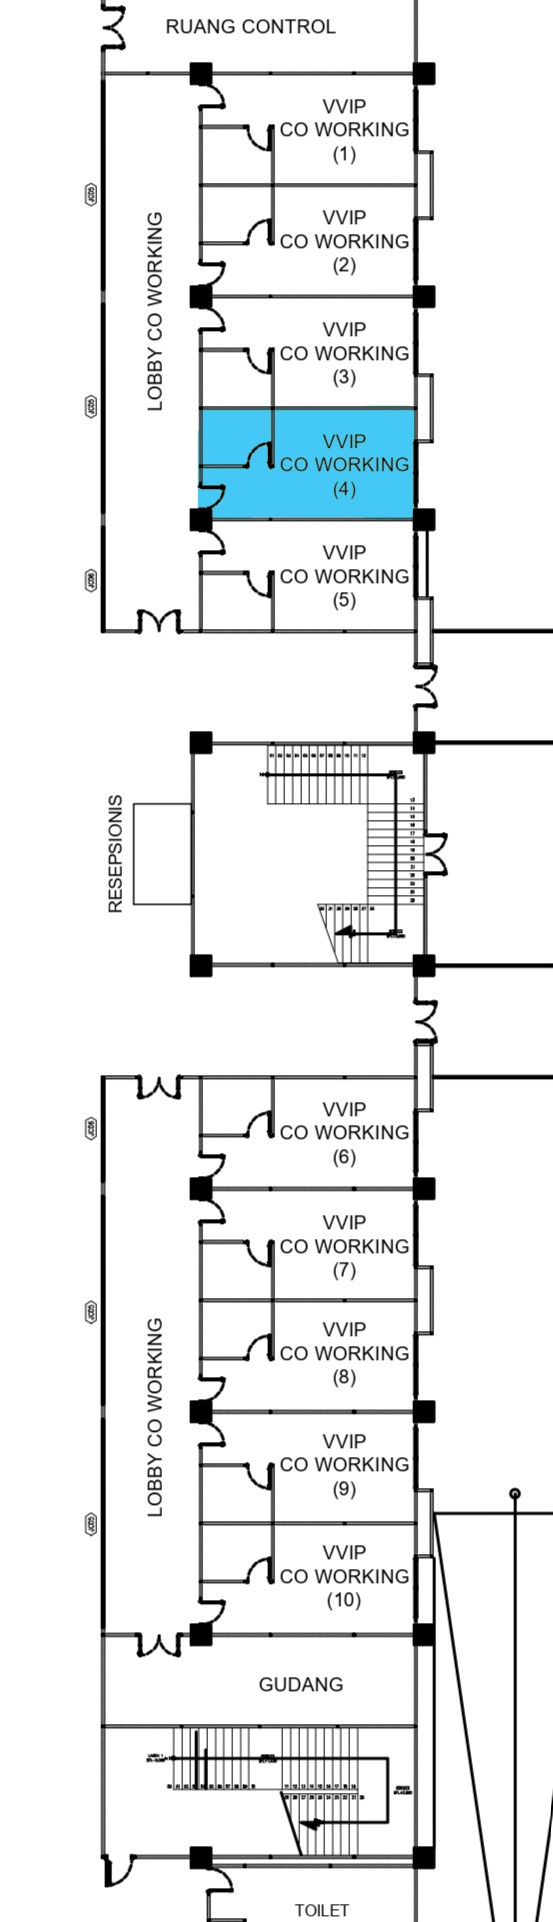 RUANG CONTROL
VVIP
CO WORKING
(1)
VVIP
CO WORKING
(2)
LOBBY CO WORKING
VVIP
CO WORKING
(3)
VVIP
CO WORKING
(4)
VVIP
CO WORKING
(5)
RESEPSIONIS
VVIP
CO WORKING
(6)
VVIP
CO WORKING
(7)
VVIP
CO WORKING
(8)
LOBBY CO WORKING
VVIP
CO WORKING
(9)
VVIP
CO WORKING
(10)
GUDANG
TOILET